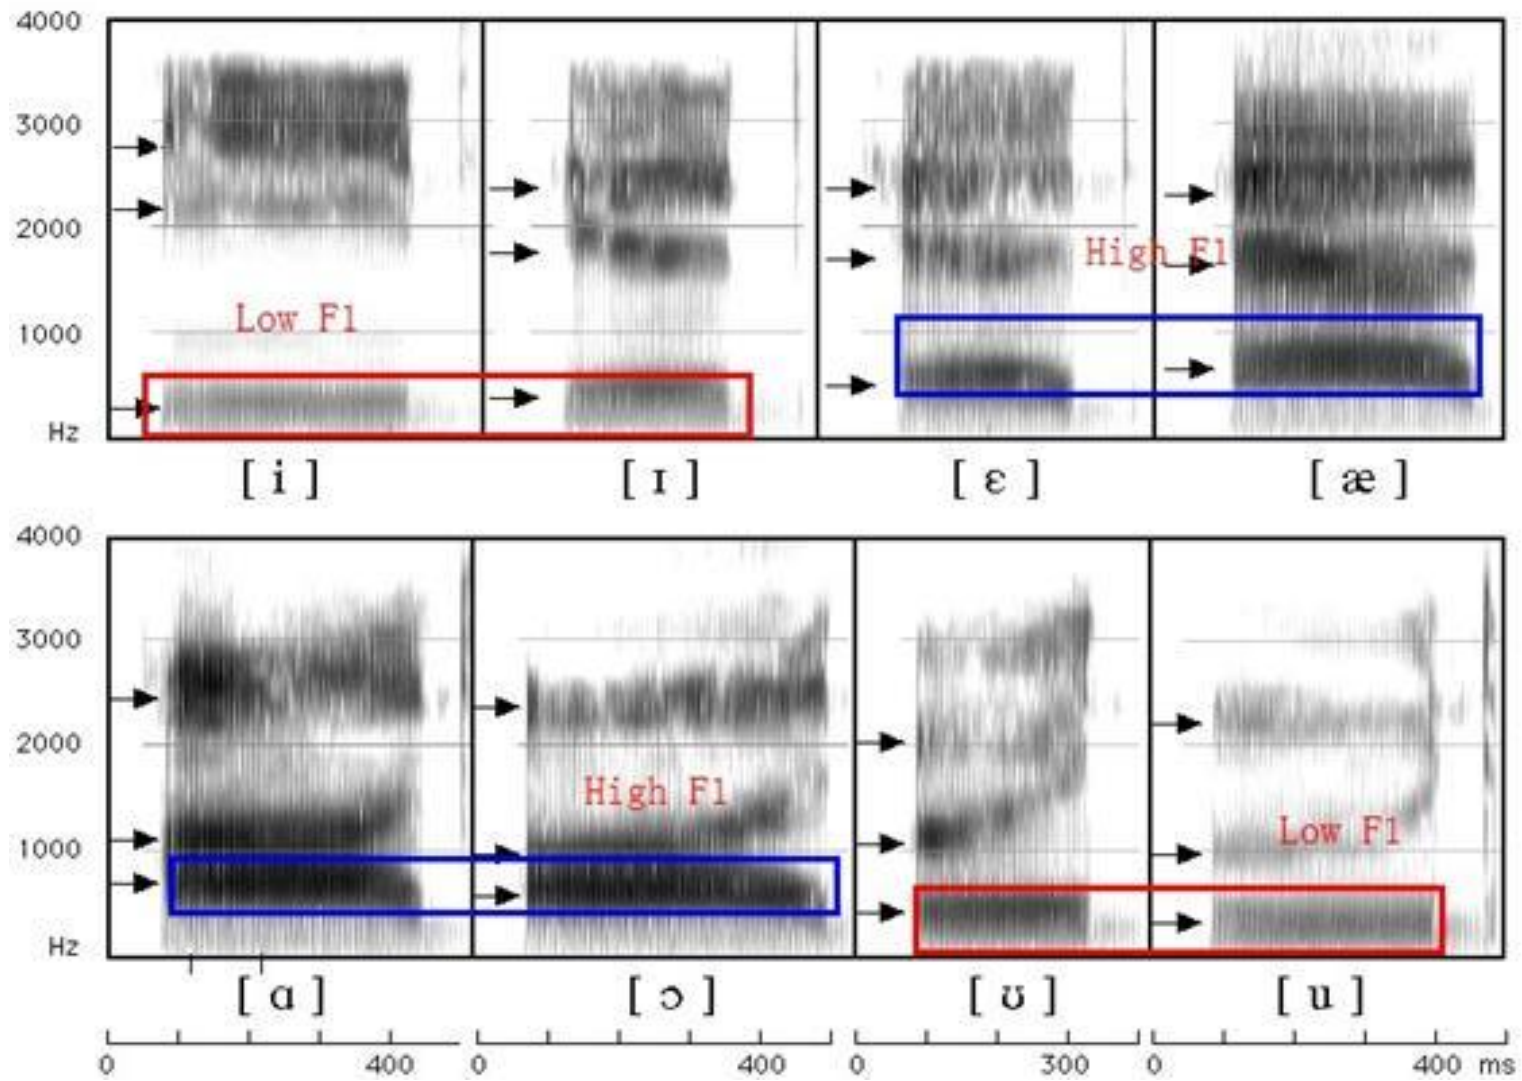 4000
3000
2000
1000
Hz
Low F1
High F1
[ i ]
[ ɪ ]
[ ɛ ]
[ æ ]
4000
3000
2000
1000
Hz
High F1
Low F1
[ ɑ ]
[ ɔ ]
[ ʊ ]
[ u ]
0 400 0 400 0 300 0 400 ms